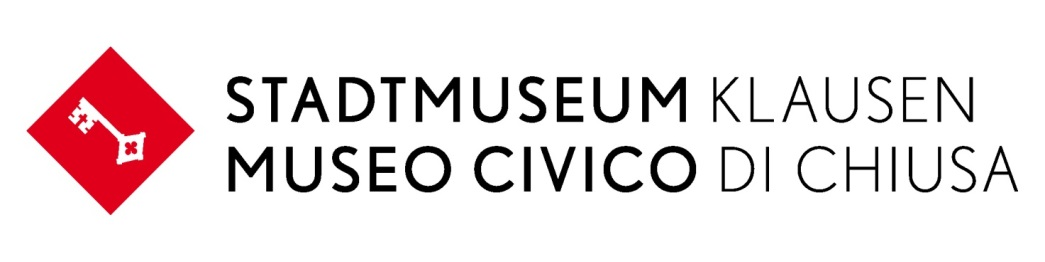 STADTMUSEUM KLAUSEN
MUSEO CIVICO DI CHIUSA